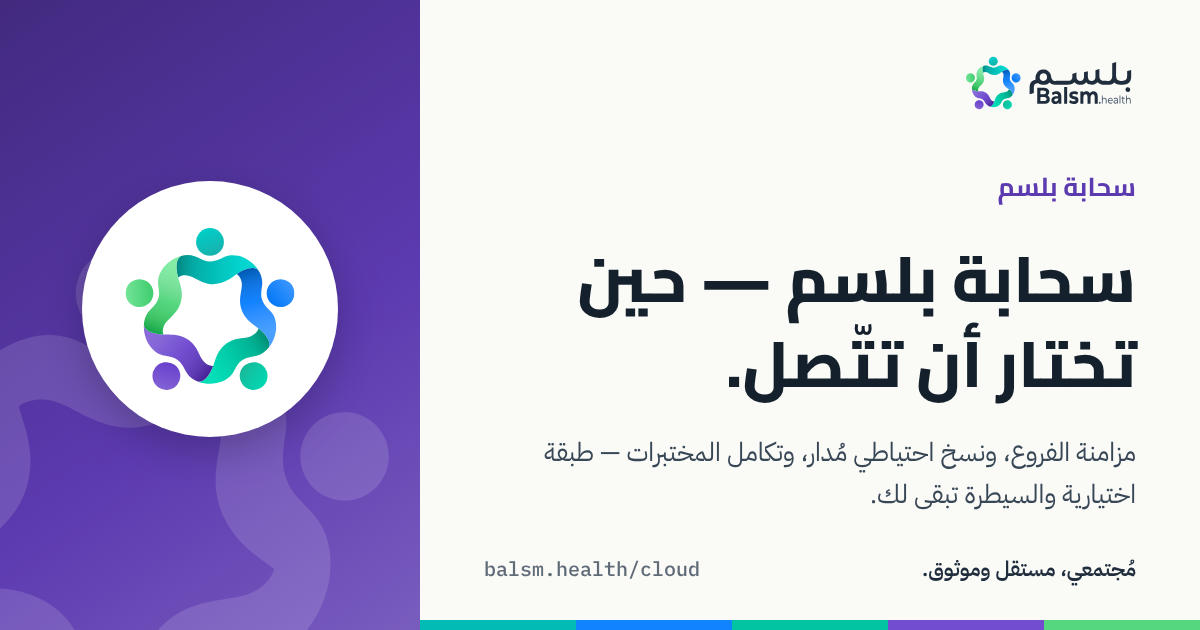 بلسم
Balsm.health
سحابة بلسم
سحابة بلسم — حين
تختار أن تتّصل.
مزامنة الفروع، ونسخ احتياطي مُدار، وتكامل المختبرات — طبقة
اختيارية والسيطرة تبقى لك.
مُجتمعي، مستقل وموثوق.
balsm.health/cloud